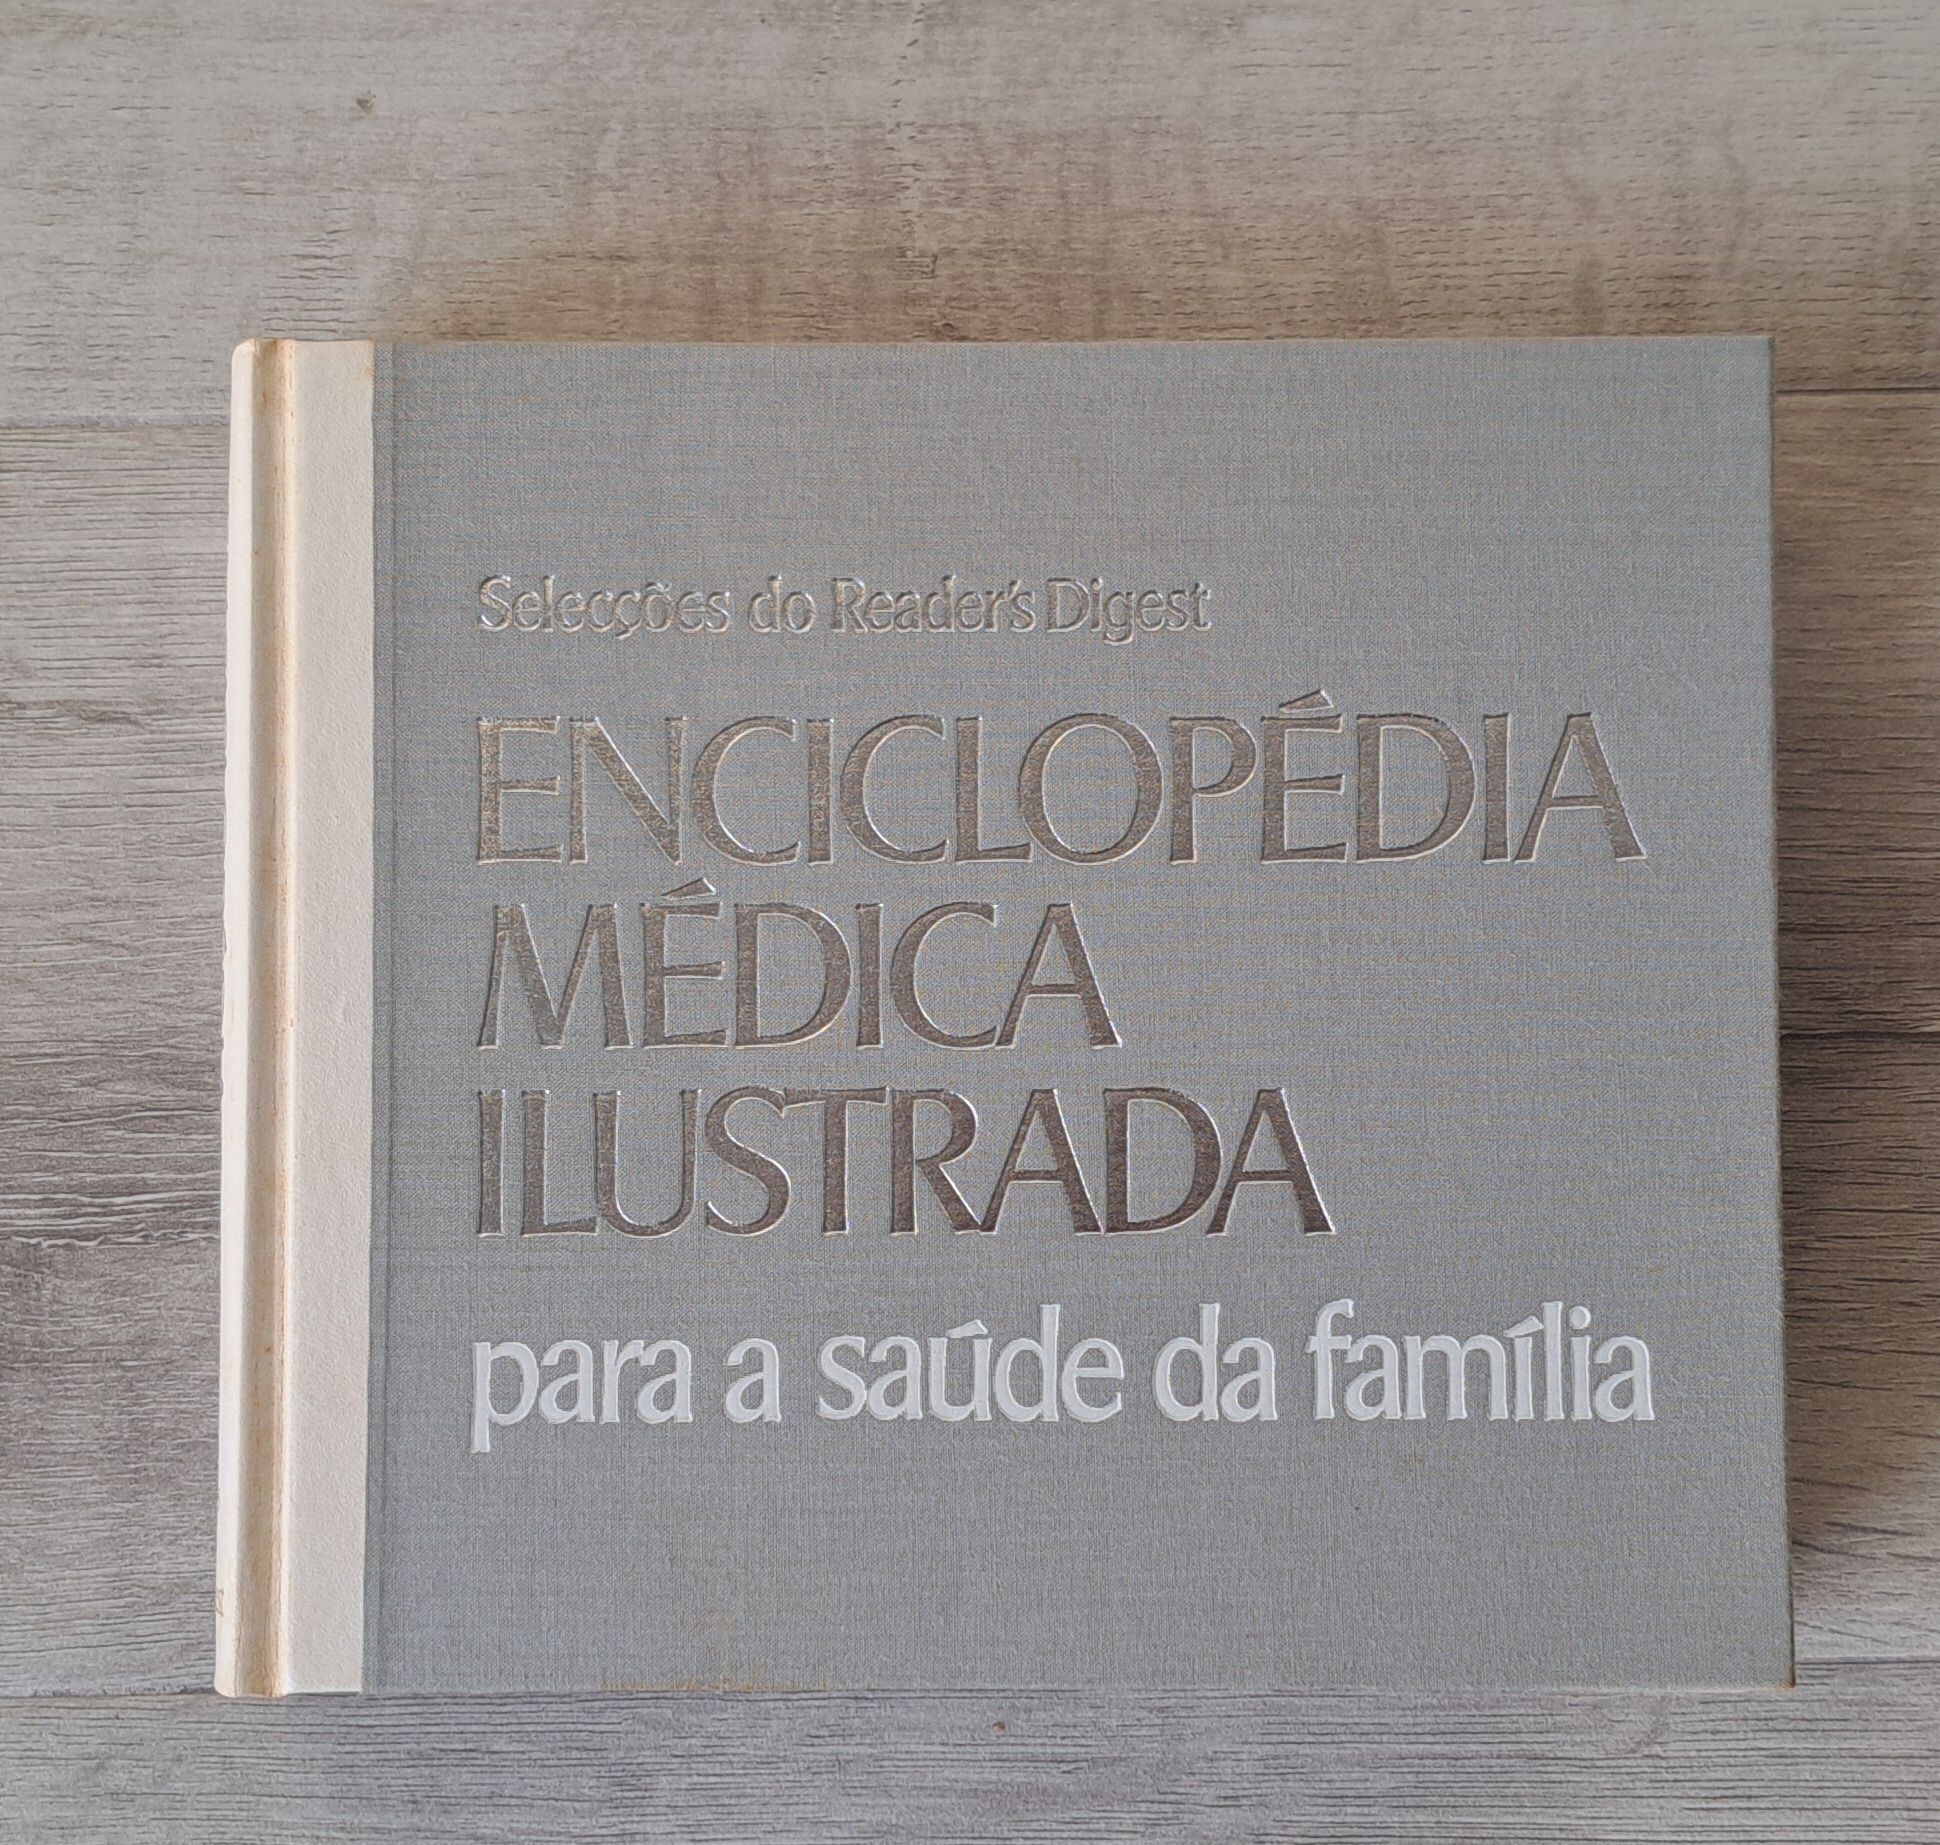 Selecções do Reader's Digest
ENCICLOPÉDIA
MÉDICA
ILUSTRADA
para a saúde da família